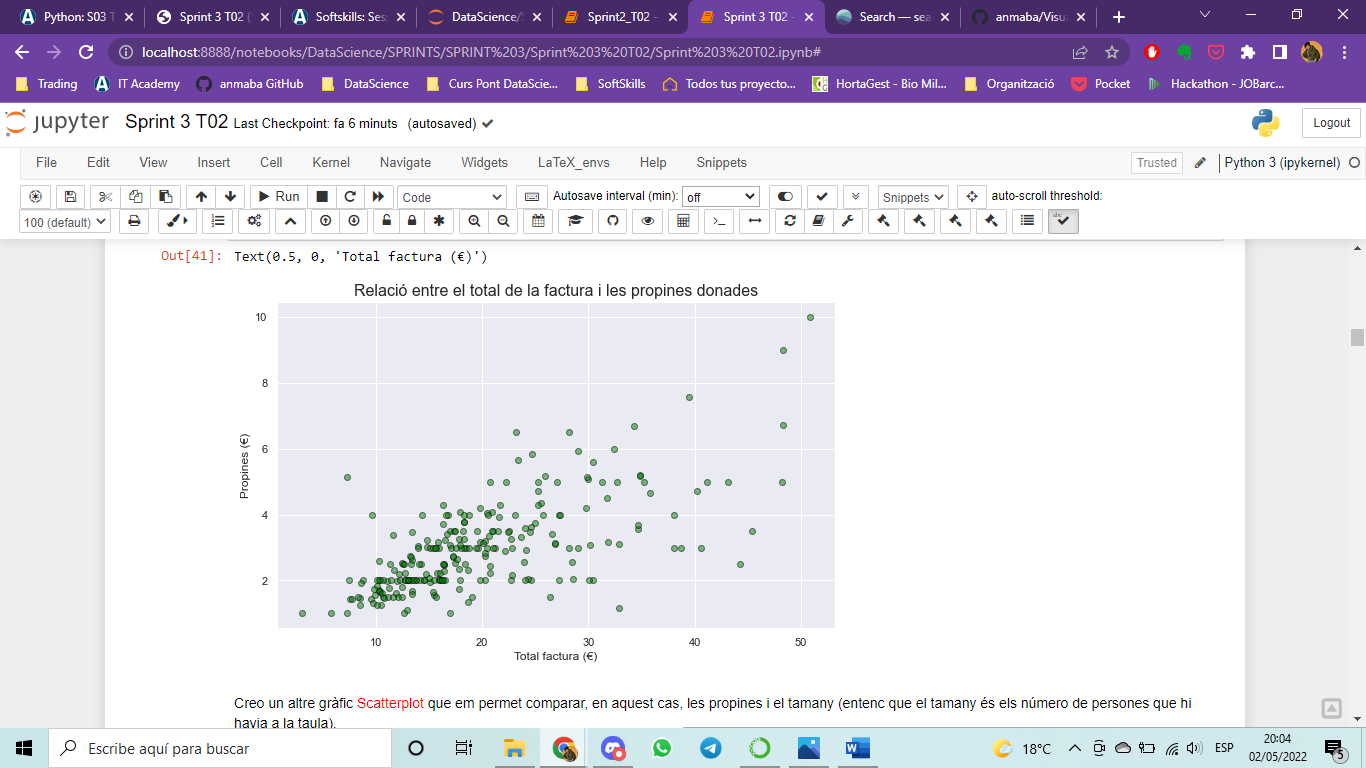 Python: S03 T
Sprint 3 T02 (
Softskills: Ses
DataScience/S
Sprint2_T02 -
Sprint 3 T02 -
Search — sea
anmaba/Visua
localhost:8888/notebooks/DataScience/SPRINTS/SPRINT%203/Sprint%203%20T02/Sprint%203%20T02.ipynb#
Trading
IT Academy
anmaba GitHub
DataScience
Curs Pont DataScie...
SoftSkills
Todos tus proyecto...
HortaGest - Bio Mil...
Organització
Pocket
Hackathon - JOBarc...
jupyter Sprint 3 T02 Last Checkpoint: fa 6 minuts (autosaved)
Logout
File Edit View Insert Cell Kernel Navigate Widgets LaTeX_envs Help Snippets
Trusted
Python 3 (ipykernel)
Run
Code
Autosave interval (min): off
Snippets
auto-scroll threshold:
100 (default)
abc
Out[41]: Text(0.5, 0, 'Total factura (€)')
Relació entre el total de la factura i les propines donades
10
8
6
4
2
Propines (€)
10 20 30 40 50
Total factura (€)
Creo un altre gràfic Scatterplot que em permet comparar, en aquest cas, les propines i el tamany (entenc que el tamany és els número de persones que hi
havia a la taula).
Escribe aquí para buscar
18°C
ESP
20:04
02/05/2022
5